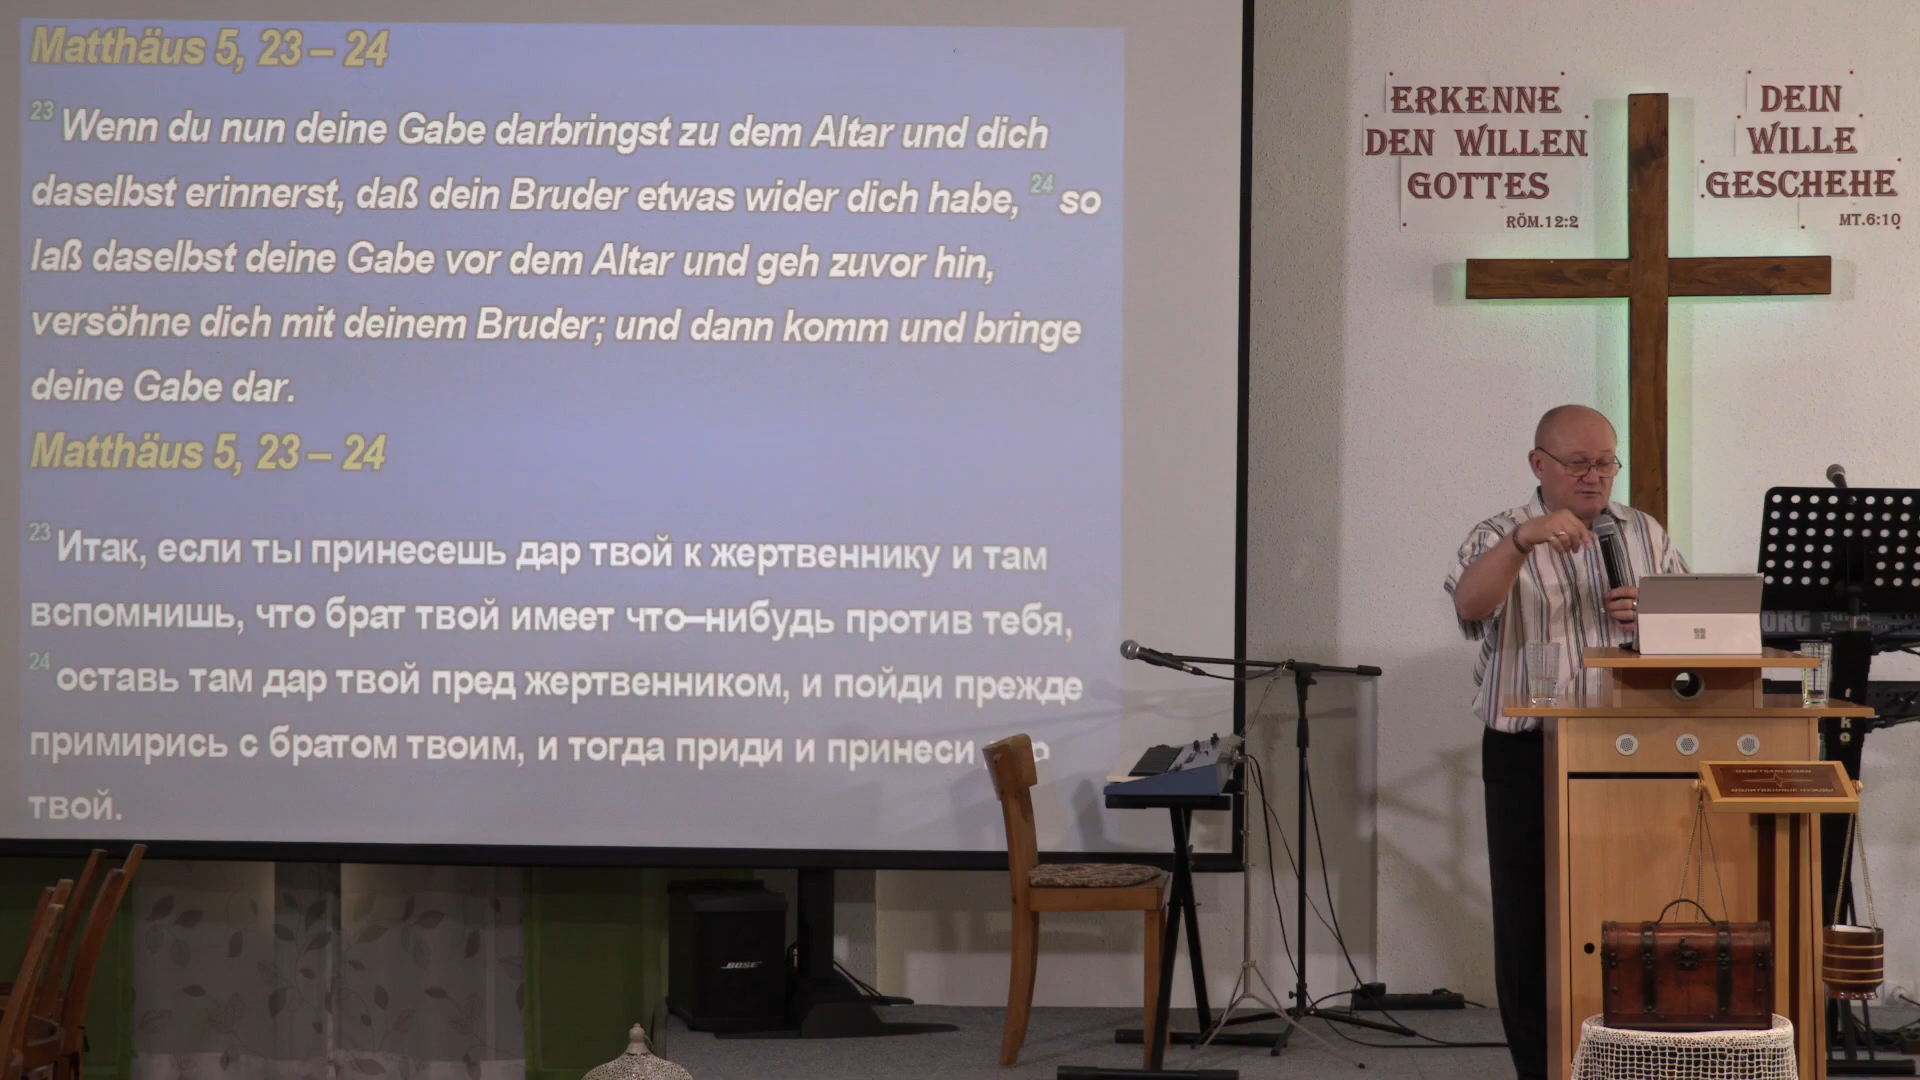 Matthäus 5, 23 – 24
23 Wenn du nun deine Gabe darbringst zu dem Altar und dich
daselbst erinnerst, daß dein Bruder etwas wider dich habe, 24 so
laß daselbst deine Gabe vor dem Altar und geh zuvor hin,
versöhne dich mit deinem Bruder; und dann komm und bringe
deine Gabe dar.
Matthäus 5, 23 – 24
23 Итак, если ты принесешь дар твой к жертвеннику и там
вспомнишь, что брат твой имеет что–нибудь против тебя,
24 оставь там дар твой пред жертвенником, и пойди прежде
примирись с братом твоим, и тогда приди и принеси
твой.
ERKENNE
DEN WILLEN
GOTTES
RÖM.12:2
DEIN
WILLE
GESCHEHE
MT.6:10
BOSE
МОЛИТВЕННЫЕ НУЖДЫ